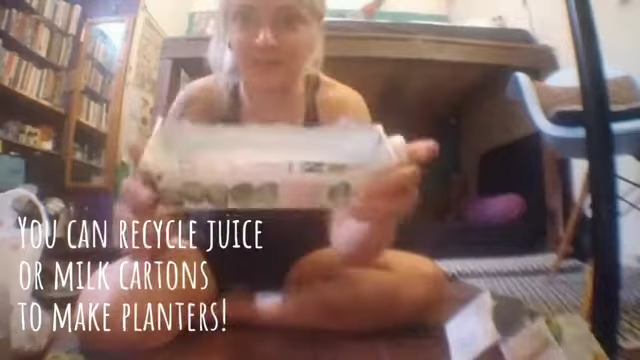 You can recycle juice
or milk cartons
to make planters!